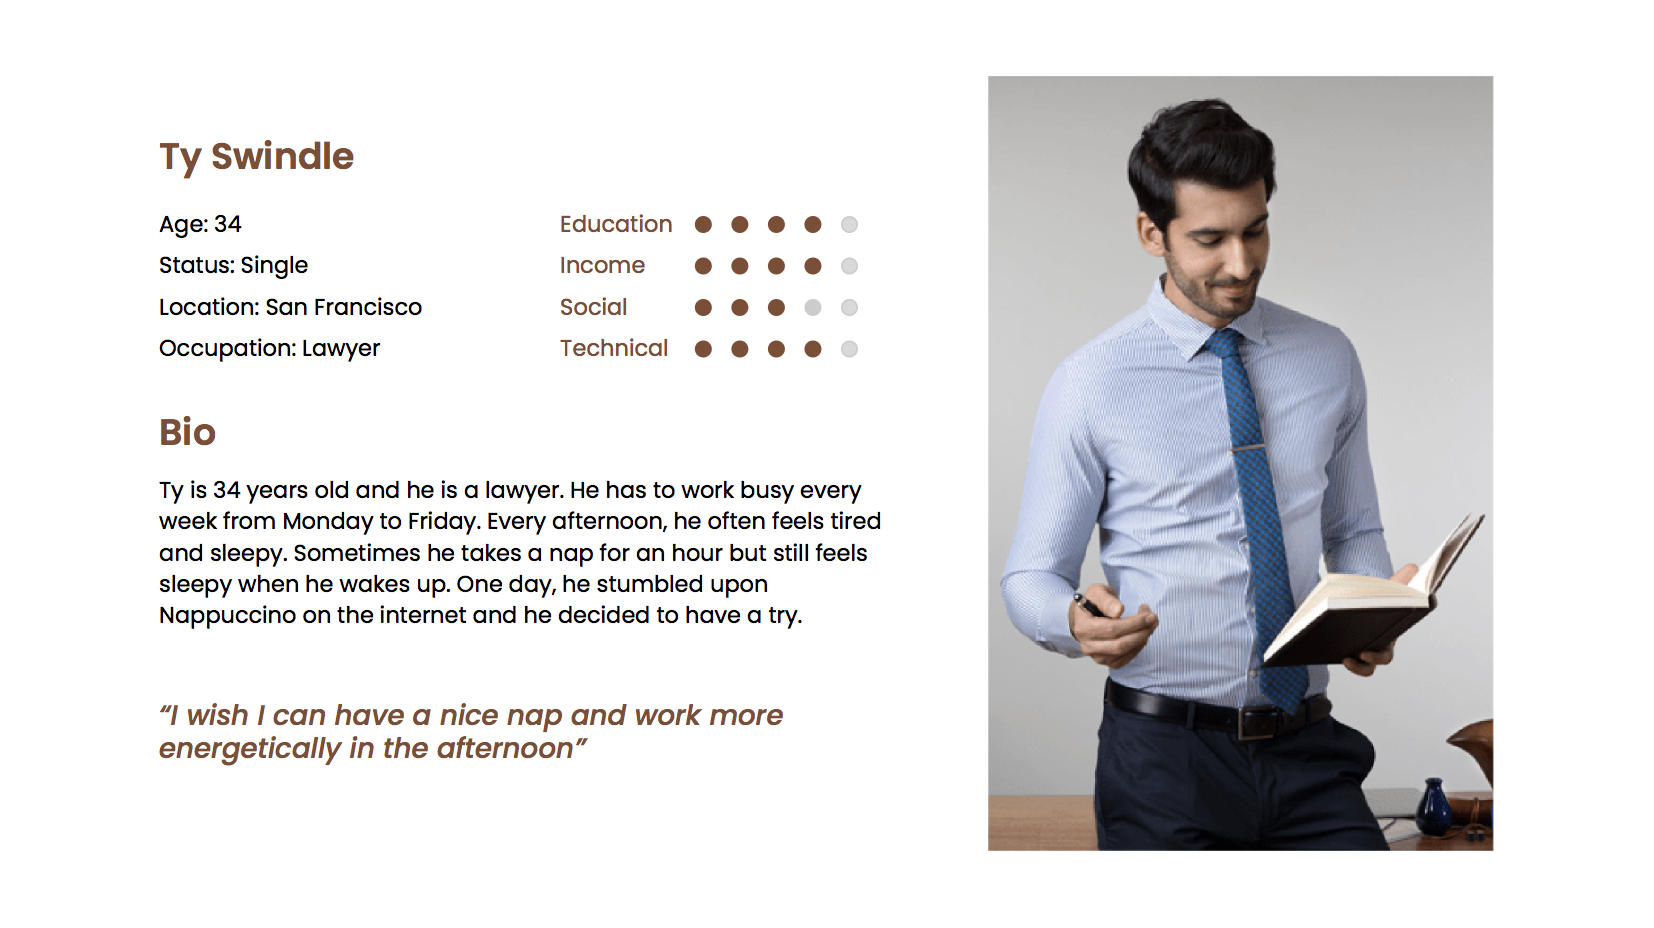 Ty Swindle
Age: 34
Status: Single
Location: San Francisco
Occupation: Lawyer
Education
Income
Social
Technical
Bio
Ty is 34 years old and he is a lawyer. He has to work busy every
week from Monday to Friday. Every afternoon, he often feels tired
and sleepy. Sometimes he takes a nap for an hour but still feels
sleepy when he wakes up. One day, he stumbled upon
Nappuccino on the internet and he decided to have a try.
“I wish I can have a nice nap and work more
energetically in the afternoon”